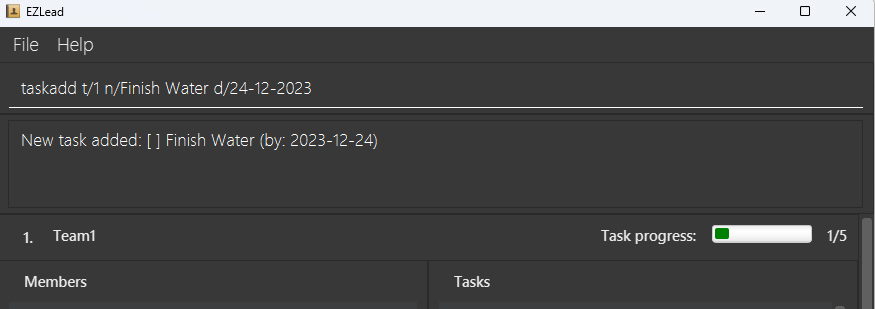 EZLead
File Help
taskadd t/1 n/Finish Water d/24-12-2023
New task added: [ ] Finish Water (by: 2023-12-24)
1. Team1 Task progress: 1/5
Members Tasks